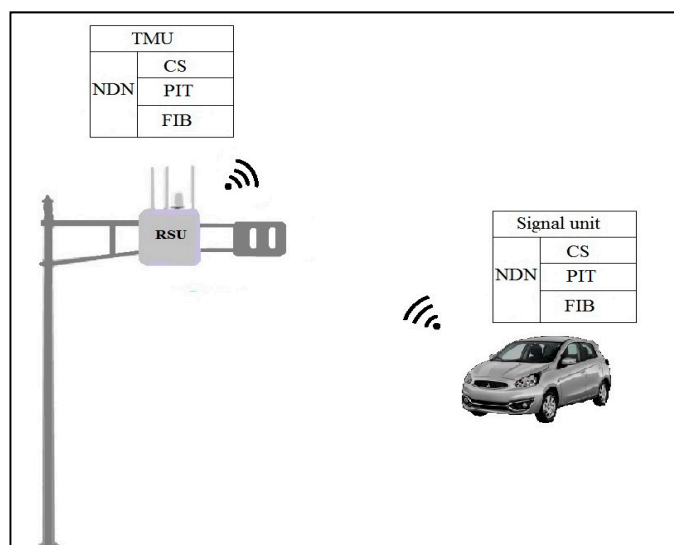 TMU
NDN
CS
PIT
FIB
RSU
Signal unit
NDN
CS
PIT
FIB